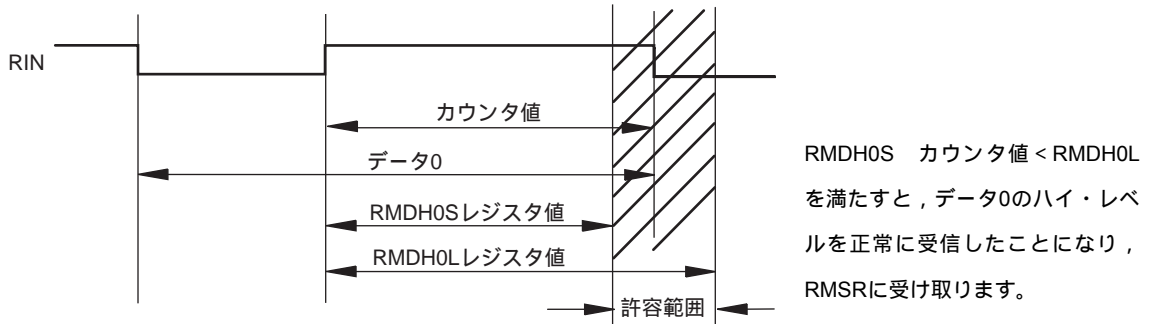 RIN
カウンタ値
データ0
RMDH0Sレジスタ値
RMDH0Lレジスタ値
許容範囲
RMDH0S カウンタ値<RMDH0L
を満たすと,データ0のハイ・レベ
ルを正常に受信したことになり,
RMSRに受け取ります。